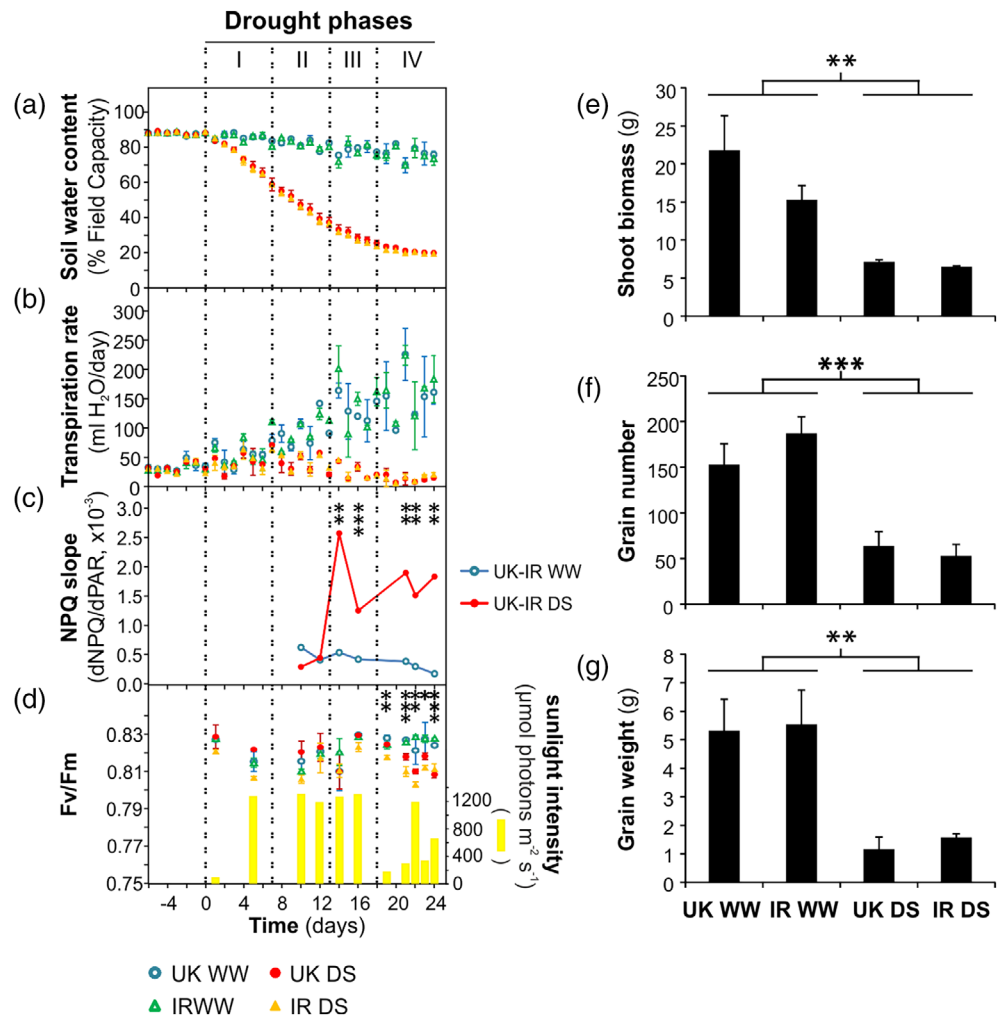 Drought phases
I II III IV
(a)
Soil water content
(% Field Capacity)
100
80
60
40
20
0
(b)
Transpiration rate
(ml H₂O/day)
300
250
200
150
100
50
0
(c)
NPQ slope
(dNPQ/dPAR, x10⁻³)
3.0
2.5
2.0
1.5
1.0
0.5
0.0
** *** ** ** **
UK-IR WW
UK-IR DS
(d)
Fv/Fm
0.83
0.81
0.79
0.77
0.75
** *** ** * ***
1200
800
400
0
sunlight intensity
(µmol photons m⁻² s⁻¹)
( )
-4 0 4 8 12 16 20 24
Time (days)
UK WW UK DS
IRWW IR DS
(e)
Shoot biomass (g)
30
25
20
15
10
5
0
**
(f)
Grain number
250
200
150
100
50
0
***
(g)
Grain weight (g)
8
7
6
5
4
3
2
1
0
**
UK WW IR WW UK DS IR DS